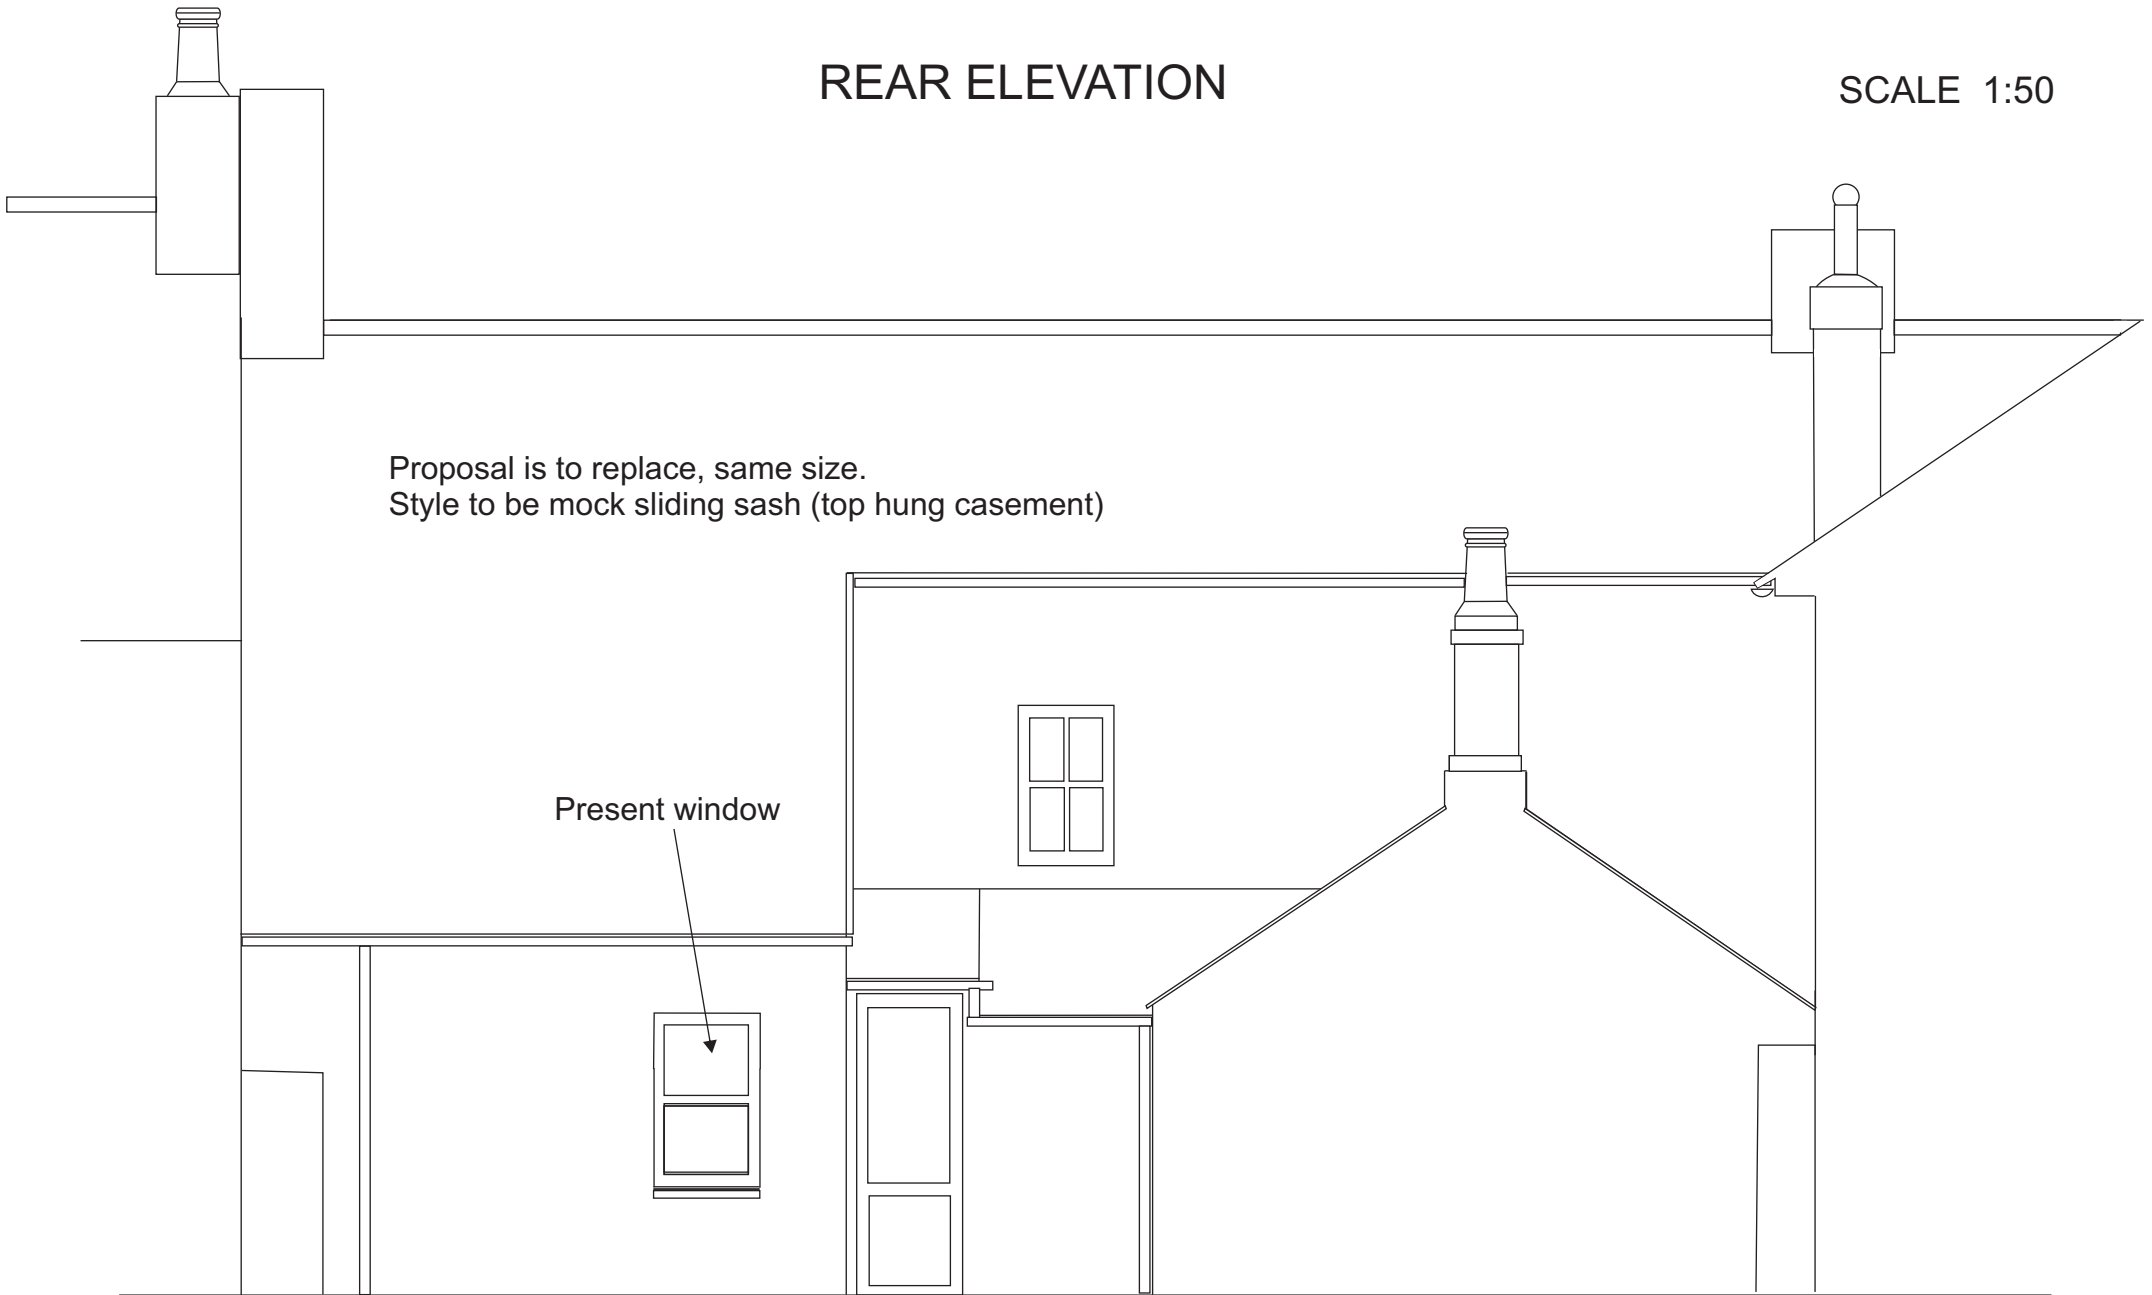 REAR ELEVATION
SCALE 1:50
Proposal is to replace, same size.
Style to be mock sliding sash (top hung casement)
Present window